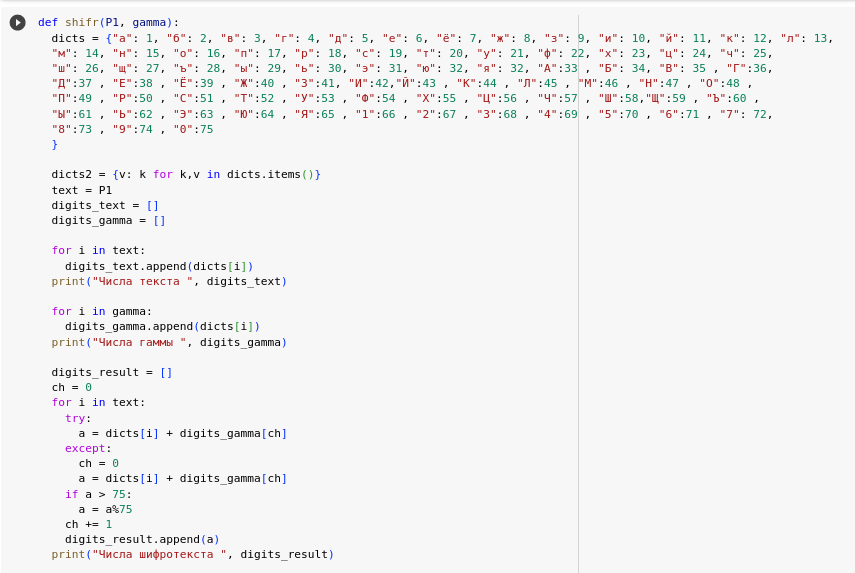 def shifr(P1, gamma):
dicts = {"а": 1, "б": 2, "в": 3, "г": 4, "д": 5, "е": 6, "ё": 7, "ж": 8, "з": 9, "и": 10, "й": 11, "к": 12, "л": 13,
"м": 14, "н": 15, "о": 16, "п": 17, "р": 18, "с": 19, "т": 20, "у": 21, "ф": 22, "х": 23, "ц": 24, "ч": 25,
"ш": 26, "щ": 27, "ъ": 28, "ы": 29, "ь": 30, "э": 31, "ю": 32, "я": 32, "А":33 , "Б": 34, "В": 35 , "Г":36,
"Д":37 , "Е":38 , "Ё":39 , "Ж":40 , "З":41, "И":42,"Й":43 , "К":44 , "Л":45 , "М":46 , "Н":47 , "О":48 ,
"П":49 , "Р":50 , "С":51 , "Т":52 , "У":53 , "Ф":54 , "Х":55 , "Ц":56 , "Ч":57 , "Ш":58,"Щ":59 , "Ъ":60 ,
"Ы":61 , "Ь":62 , "Э":63 , "Ю":64 , "Я":65 , "1":66 , "2":67 , "3":68 , "4":69 , "5":70 , "6":71 , "7": 72,
"8":73 , "9":74 , "0":75
}
dicts2 = {v: k for k,v in dicts.items()}
text = P1
digits_text = []
digits_gamma = []
for i in text:
digits_text.append(dicts[i])
print("Числа текста ", digits_text)
for i in gamma:
digits_gamma.append(dicts[i])
print("Числа гаммы ", digits_gamma)
digits_result = []
ch = 0
for i in text:
try:
a = dicts[i] + digits_gamma[ch]
except:
ch = 0
a = dicts[i] + digits_gamma[ch]
if a > 75:
a = a%75
ch += 1
digits_result.append(a)
print("Числа шифротекста ", digits_result)